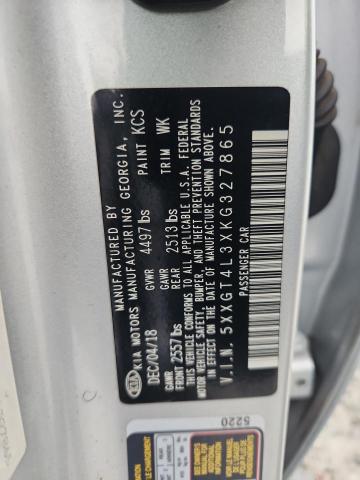 MANUFACTURED BY
KIA MOTORS MANUFACTURING GEORGIA, INC.
DEC/04/18 GVWR 4497 lbs PAINT KCS
GAWR FRONT 2557 lbs GAWR REAR 2513 lbs TRIM WK
THIS VEHICLE CONFORMS TO ALL APPLICABLE U.S.A. FEDERAL
MOTOR VEHICLE SAFETY, BUMPER, AND THEFT PREVENTION STANDARDS
IN EFFECT ON THE DATE OF MANUFACTURE SHOWN ABOVE.
V.I.N. 5XXGT4L3XKG327865
PASSENGER CAR
5220